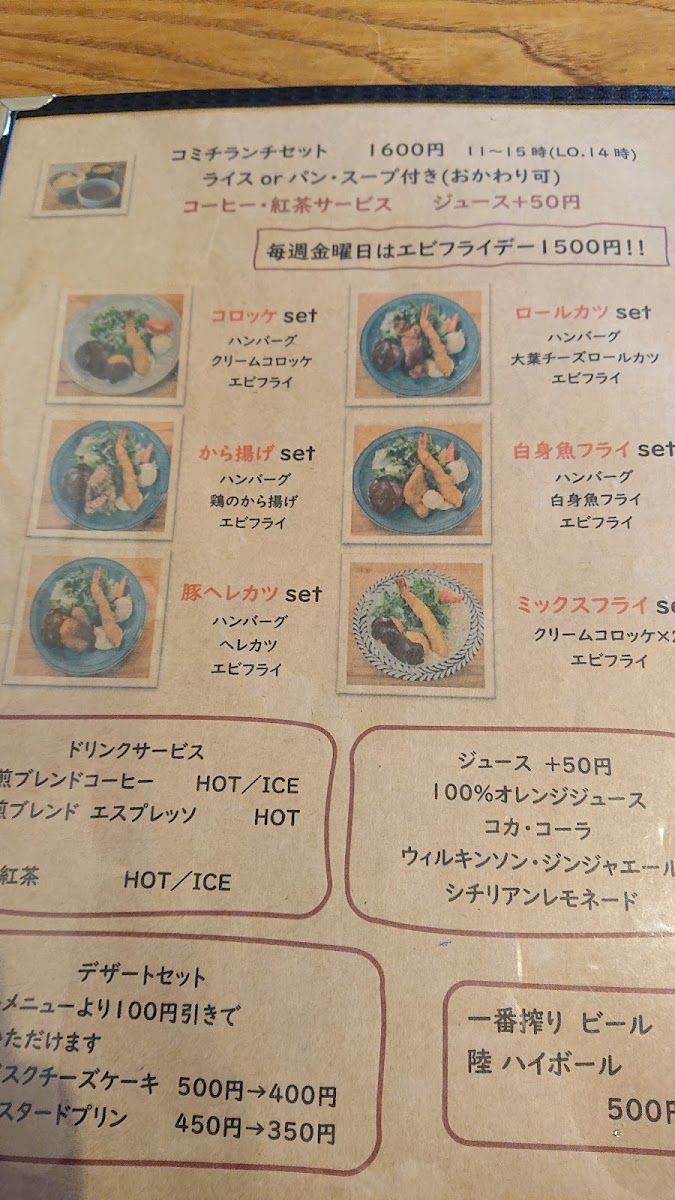 コミチランチセット 1600円 11〜15時(LO.14時)
ライス or パン・スープ付き(おかわり可)
コーヒー・紅茶サービス ジュース+50円
毎週金曜日はエビフライデー1500円!!
コロッケ set
ハンバーグ
クリームコロッケ
エビフライ
ロールカツ set
ハンバーグ
大葉チーズロールカツ
エビフライ
から揚げ set
ハンバーグ
鶏のから揚げ
エビフライ
白身魚フライ set
ハンバーグ
白身魚フライ
エビフライ
豚ヘレカツ set
ハンバーグ
ヘレカツ
エビフライ
ミックスフライ se
クリームコロッケ×2
エビフライ
ドリンクサービス
煎ブレンドコーヒー HOT/ICE
煎ブレンド エスプレッソ HOT
紅茶 HOT/ICE
ジュース +50円
100%オレンジジュース
コカ・コーラ
ウィルキンソン・ジンジャエール
シチリアンレモネード
デザートセット
メニューより100円引きで
ただけます
スクチーズケーキ 500円→400円
スタードプリン 450円→350円
一番搾り ビール
陸 ハイボール
500円